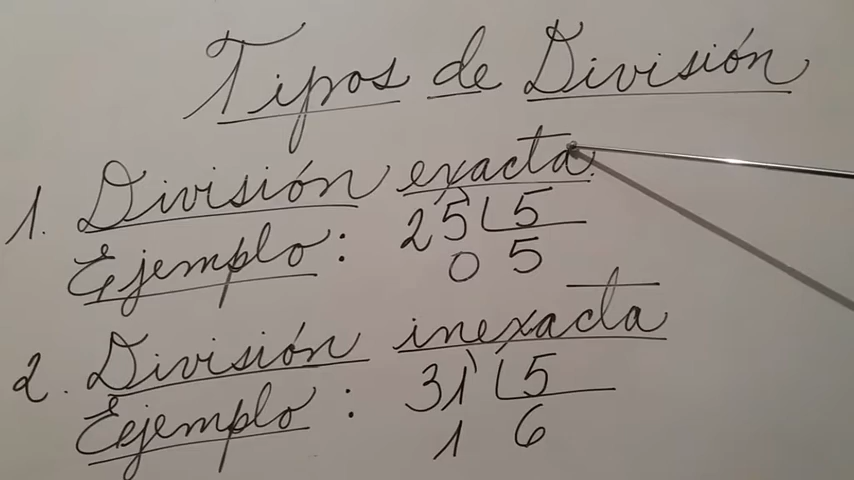 Tipos de División
1. División exacta.
Ejemplo: 25 5
0 5
2. División inexacta
Ejemplo: 31 5
1 6